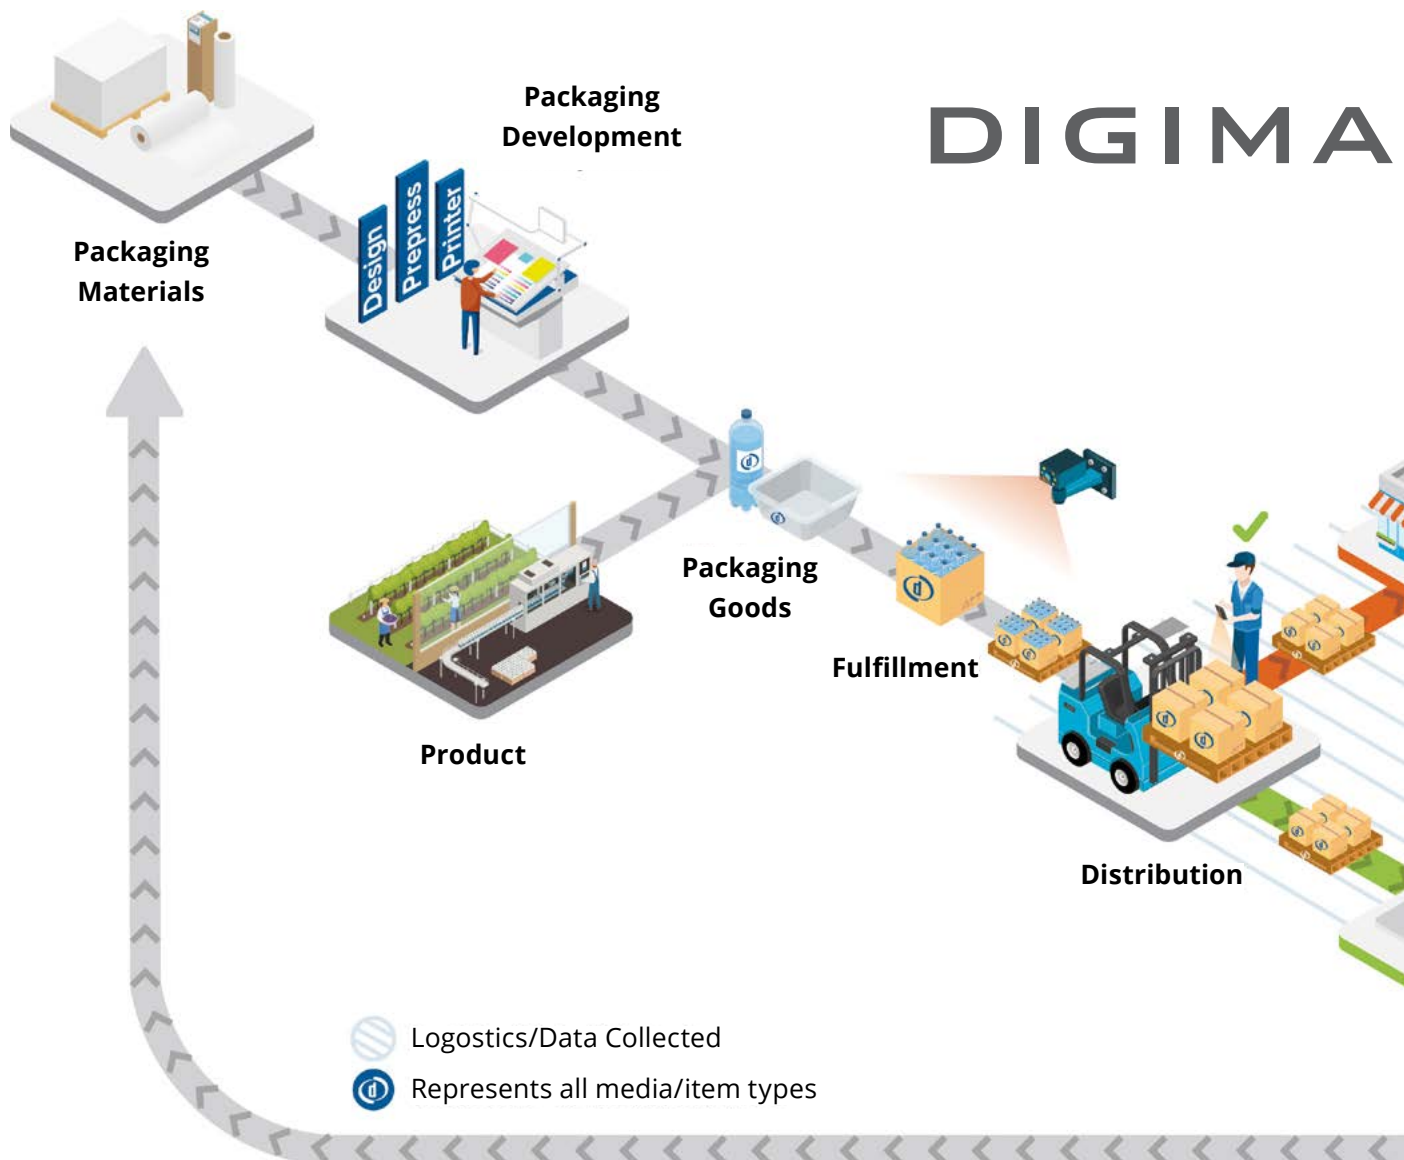 Packaging
Development
DIGIMA
Packaging
Materials
Design
Prepress
Printer
Packaging
Goods
Fulfillment
Product
Distribution
Logostics/Data Collected
Represents all media/item types